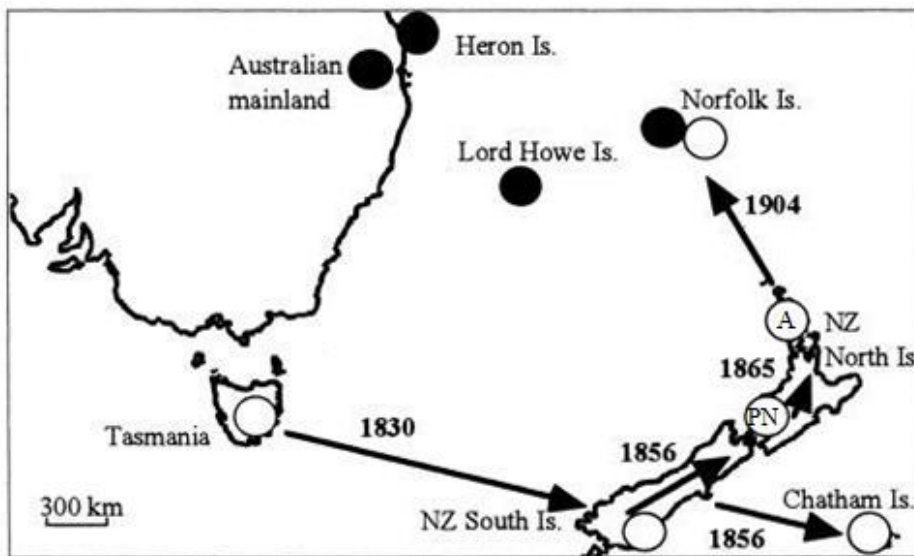 Heron Is.
Australian
mainland
Norfolk Is.
Lord Howe Is.
1904
A
NZ
North Is.
1865
PN
Tasmania
1830
1856
300 km
NZ South Is.
Chatham Is.
1856